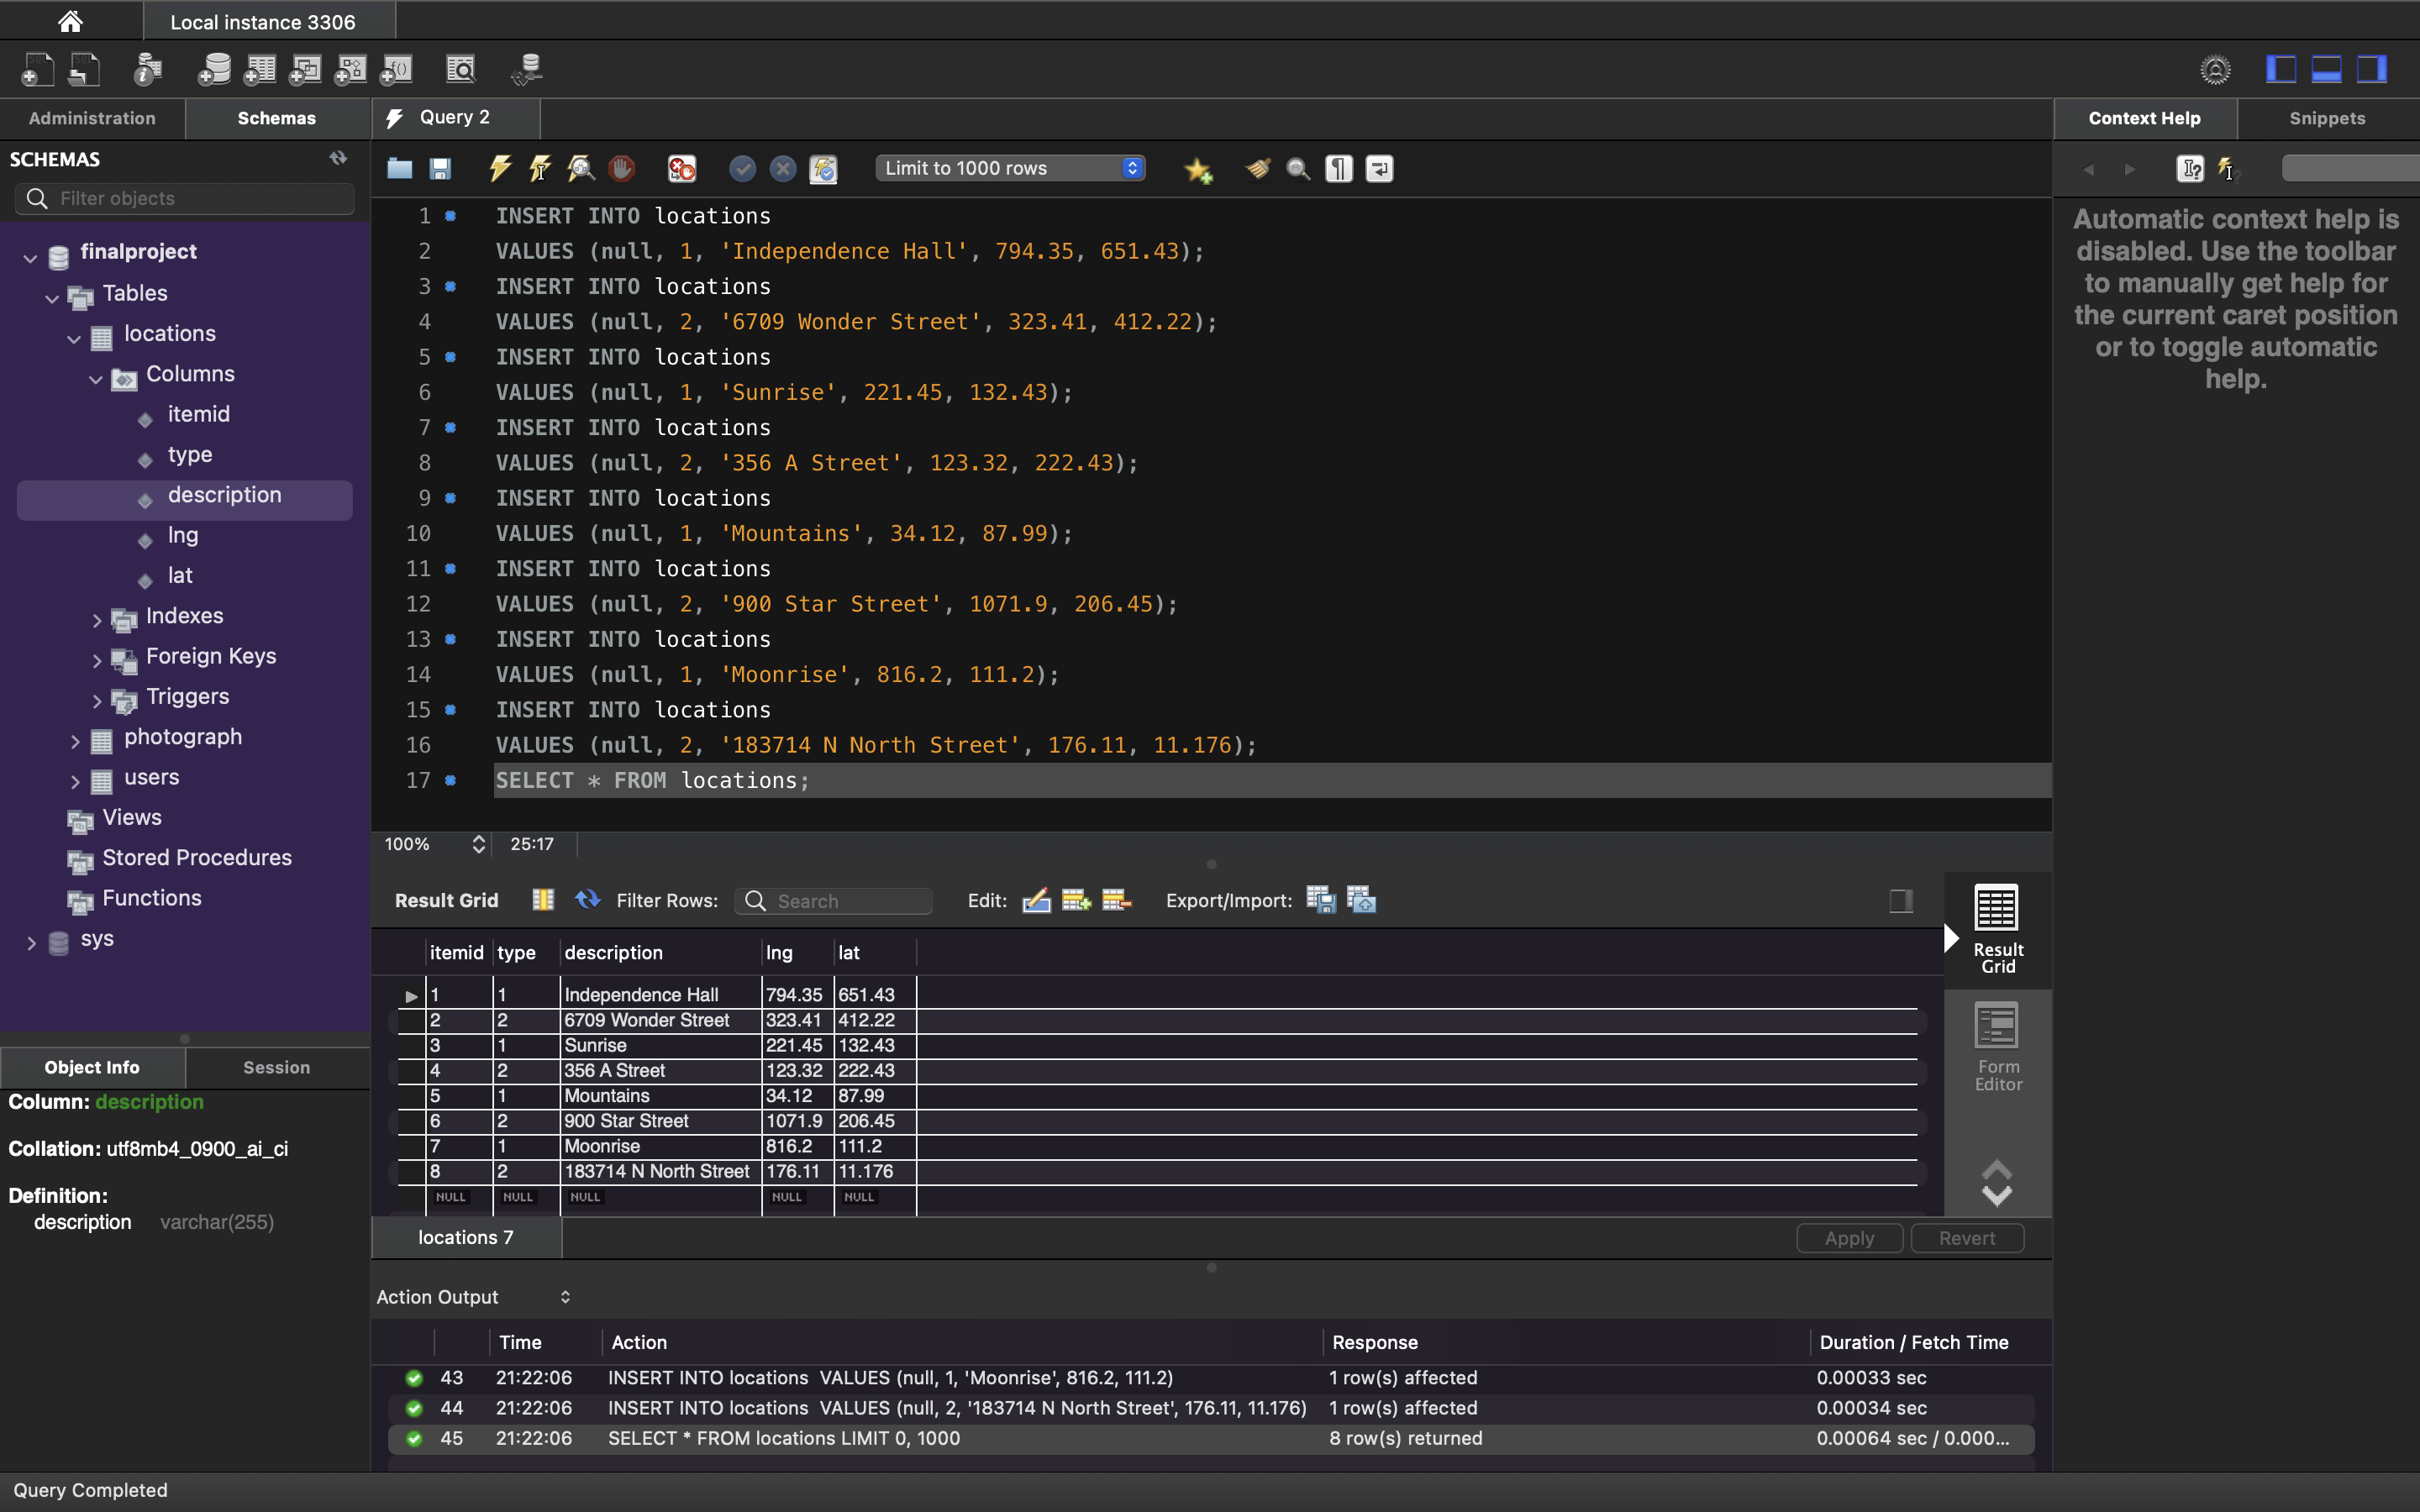 Local instance 3306
Administration
Schemas
Query 2
Context Help
Snippets
SCHEMAS
Filter objects
Limit to 1000 rows
finalproject
Tables
locations
Columns
itemid
type
description
lng
lat
Indexes
Foreign Keys
Triggers
photograph
users
Views
Stored Procedures
Functions
sys
Object Info
Session
Column: description
Collation: utf8mb4_0900_ai_ci
Definition:
description varchar(255)
1 INSERT INTO locations
2 VALUES (null, 1, 'Independence Hall', 794.35, 651.43);
3 INSERT INTO locations
4 VALUES (null, 2, '6709 Wonder Street', 323.41, 412.22);
5 INSERT INTO locations
6 VALUES (null, 1, 'Sunrise', 221.45, 132.43);
7 INSERT INTO locations
8 VALUES (null, 2, '356 A Street', 123.32, 222.43);
9 INSERT INTO locations
10 VALUES (null, 1, 'Mountains', 34.12, 87.99);
11 INSERT INTO locations
12 VALUES (null, 2, '900 Star Street', 1071.9, 206.45);
13 INSERT INTO locations
14 VALUES (null, 1, 'Moonrise', 816.2, 111.2);
15 INSERT INTO locations
16 VALUES (null, 2, '183714 N North Street', 176.11, 11.176);
17 SELECT * FROM locations;
100% 25:17
Result Grid Filter Rows: Search Edit: Export/Import:
itemid type description lng lat
1 1 Independence Hall 794.35 651.43
2 2 6709 Wonder Street 323.41 412.22
3 1 Sunrise 221.45 132.43
4 2 356 A Street 123.32 222.43
5 1 Mountains 34.12 87.99
6 2 900 Star Street 1071.9 206.45
7 1 Moonrise 816.2 111.2
8 2 183714 N North Street 176.11 11.176
NULL NULL NULL NULL NULL
Result
Grid
Form
Editor
locations 7
Apply
Revert
Action Output
Time Action Response Duration / Fetch Time
43 21:22:06 INSERT INTO locations VALUES (null, 1, 'Moonrise', 816.2, 111.2) 1 row(s) affected 0.00033 sec
44 21:22:06 INSERT INTO locations VALUES (null, 2, '183714 N North Street', 176.11, 11.176) 1 row(s) affected 0.00034 sec
45 21:22:06 SELECT * FROM locations LIMIT 0, 1000 8 row(s) returned 0.00064 sec / 0.000...
Automatic context help is
disabled. Use the toolbar
to manually get help for
the current caret position
or to toggle automatic
help.
Query Completed